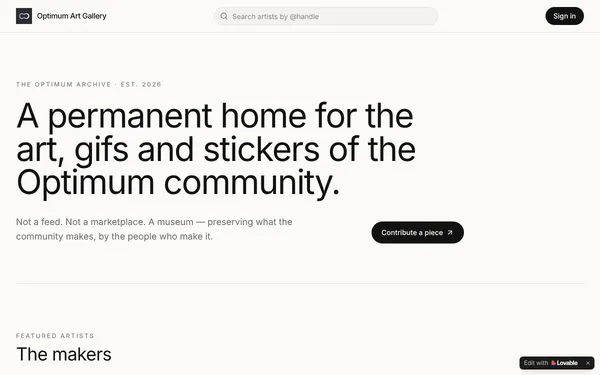 Optimum Art Gallery
Search artists by @handle
Sign in
THE OPTIMUM ARCHIVE · EST. 2026
A permanent home for the
art, gifs and stickers of the
Optimum community.
Not a feed. Not a marketplace. A museum — preserving what the
community makes, by the people who make it.
Contribute a piece ↗
FEATURED ARTISTS
The makers
Edit with Lovable ×